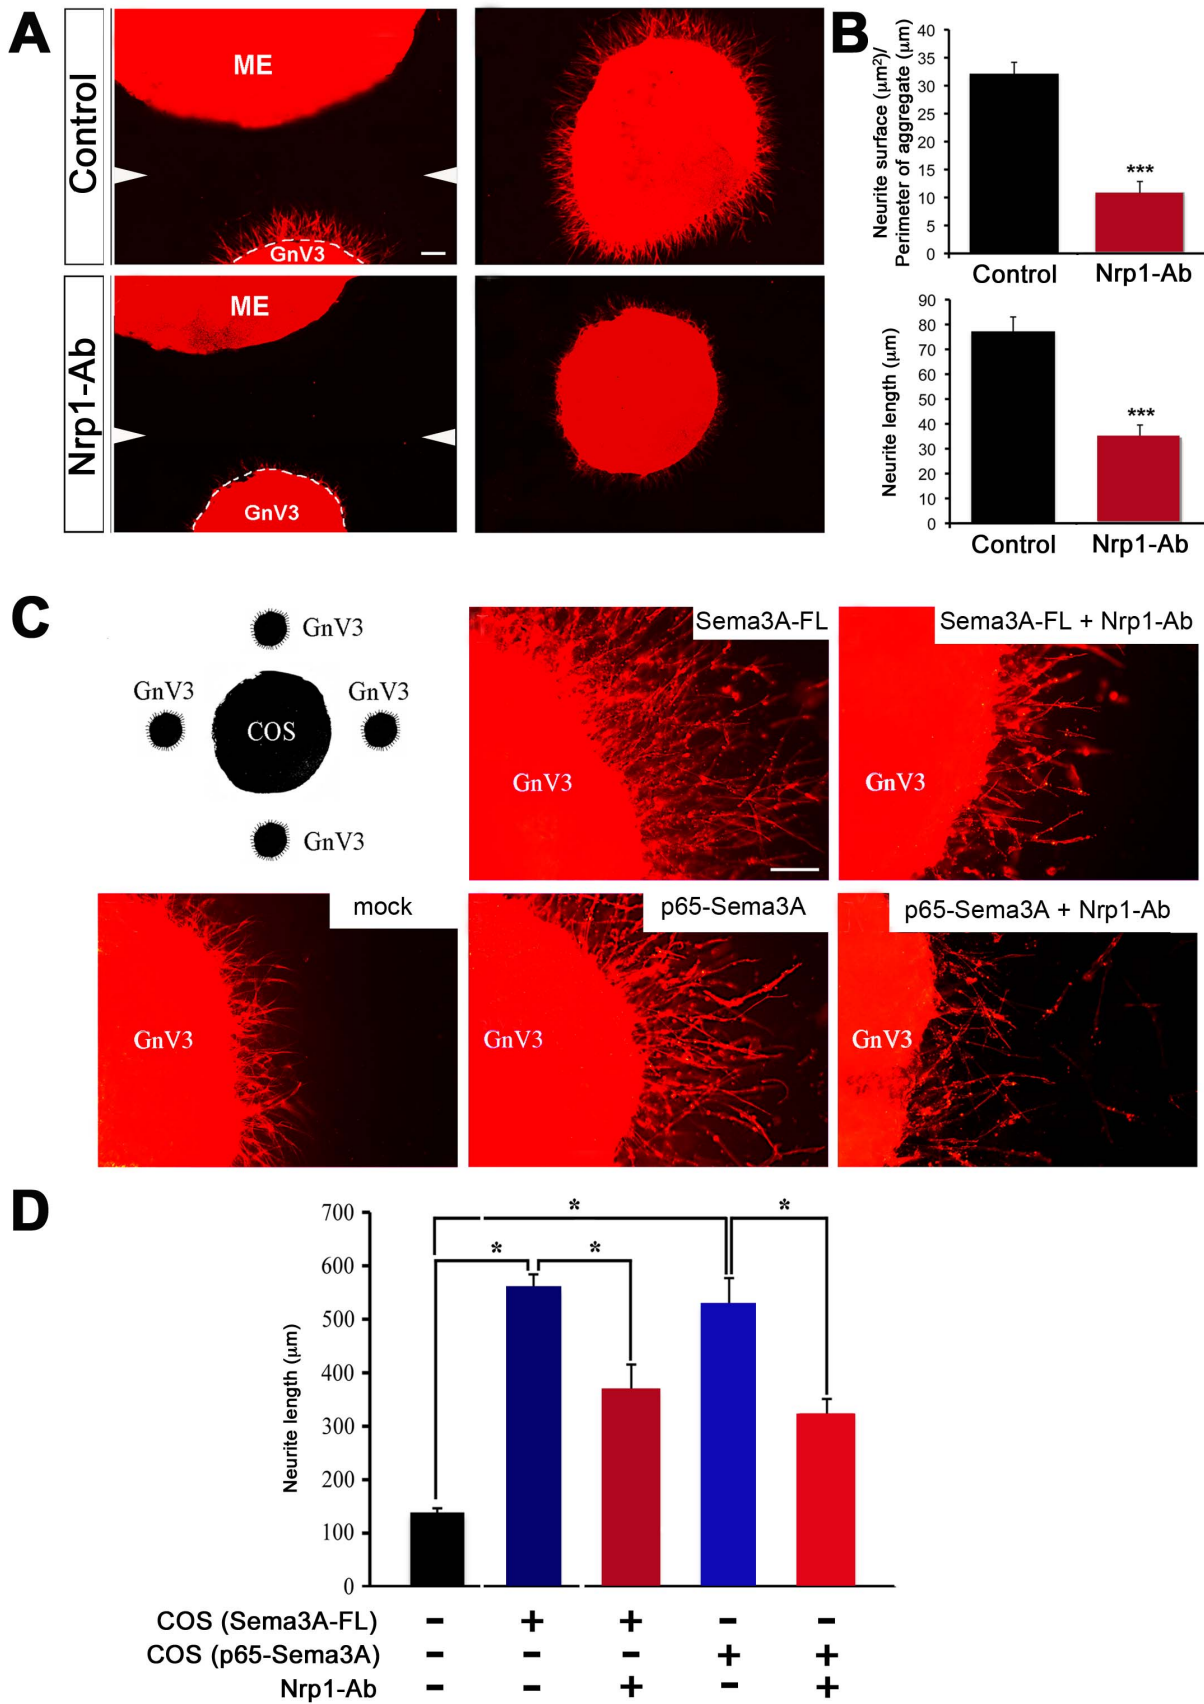 A
Control
ME
GnV3
Nrp1-Ab
ME
GnV3
B
Neurite surface (µm²)/
Perimeter of aggregate (µm)
40
35
30
25
20
15
10
5
0
***
Control Nrp1-Ab
Neurite length (µm)
90
80
70
60
50
40
30
20
10
0
***
Control Nrp1-Ab
C
GnV3
GnV3
COS
GnV3
GnV3
Sema3A-FL
GnV3
Sema3A-FL + Nrp1-Ab
GnV3
mock
GnV3
p65-Sema3A
GnV3
p65-Sema3A + Nrp1-Ab
GnV3
D
Neurite length (µm)
700
600
500
400
300
200
100
0
* * * *
COS (Sema3A-FL) - + + - -
COS (p65-Sema3A) - - - + +
Nrp1-Ab - - + - +